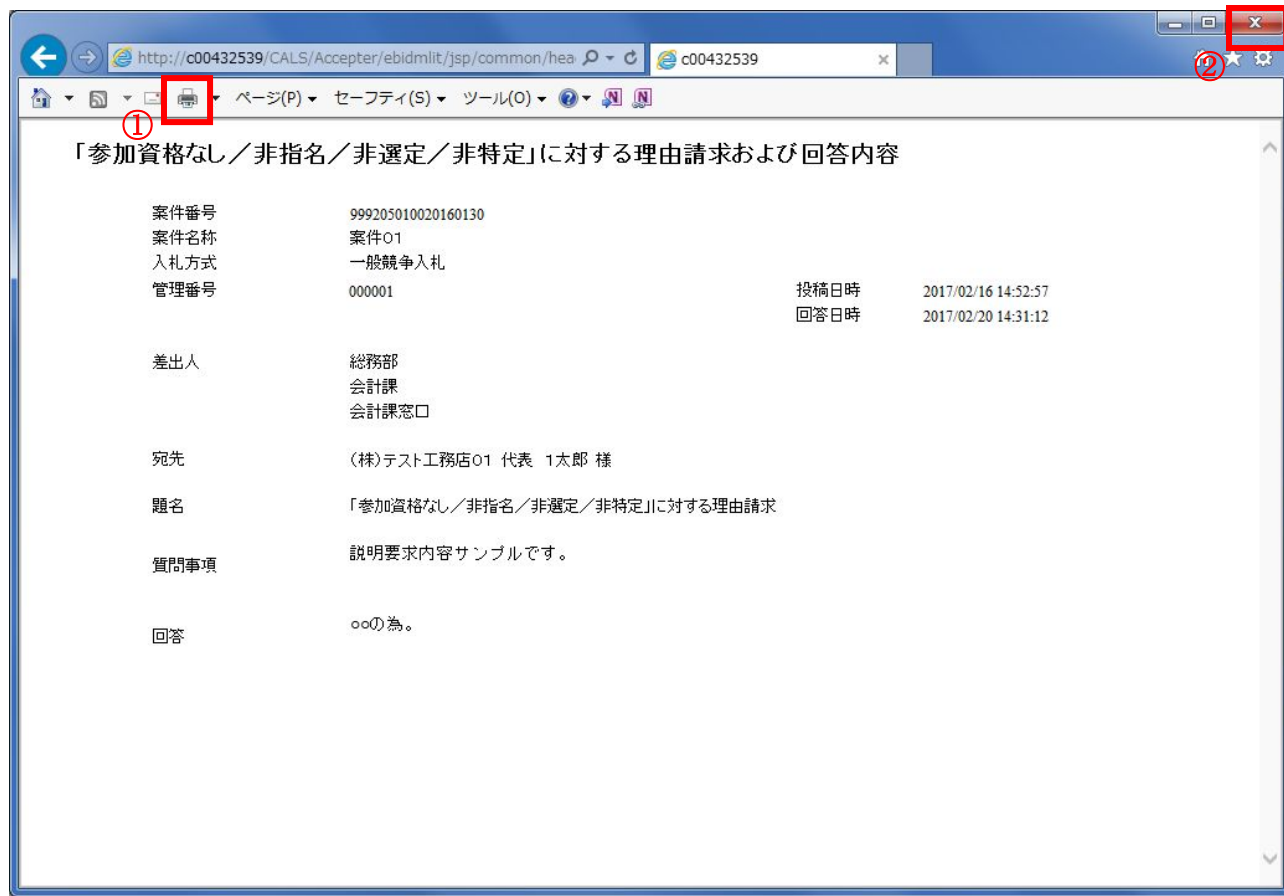 http://c00432539/CALS/Accepter/ebidmlit/jsp/common/hea
c00432539
②
ページ(P) セーフティ(S) ツール(O)
①
「参加資格なし／非指名／非選定／非特定」に対する理由請求および回答内容
案件番号 999205010020160130
案件名称 案件01
入札方式 一般競争入札
管理番号 000001 投稿日時 2017/02/16 14:52:57
回答日時 2017/02/20 14:31:12
差出人 総務部
会計課
会計課窓口
宛先 (株)テスト工務店01 代表 1太郎 様
題名 「参加資格なし／非指名／非選定／非特定」に対する理由請求
質問事項 説明要求内容サンプルです。
回答 ○○の為。